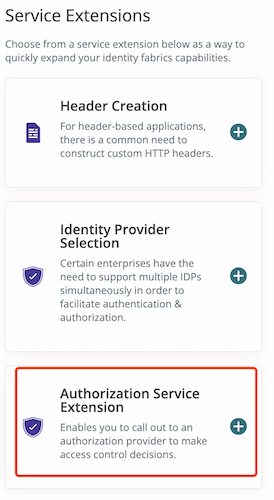 Service Extensions
Choose from a service extension below as a way to
quickly expand your identity fabrics capabilities.
Header Creation
For header-based applications,
there is a common need to
construct custom HTTP headers.
Identity Provider
Selection
Certain enterprises have the
need to support multiple IDPs
simultaneously in order to
facilitate authentication &
authorization.
Authorization Service
Extension
Enables you to call out to an
authorization provider to make
access control decisions.